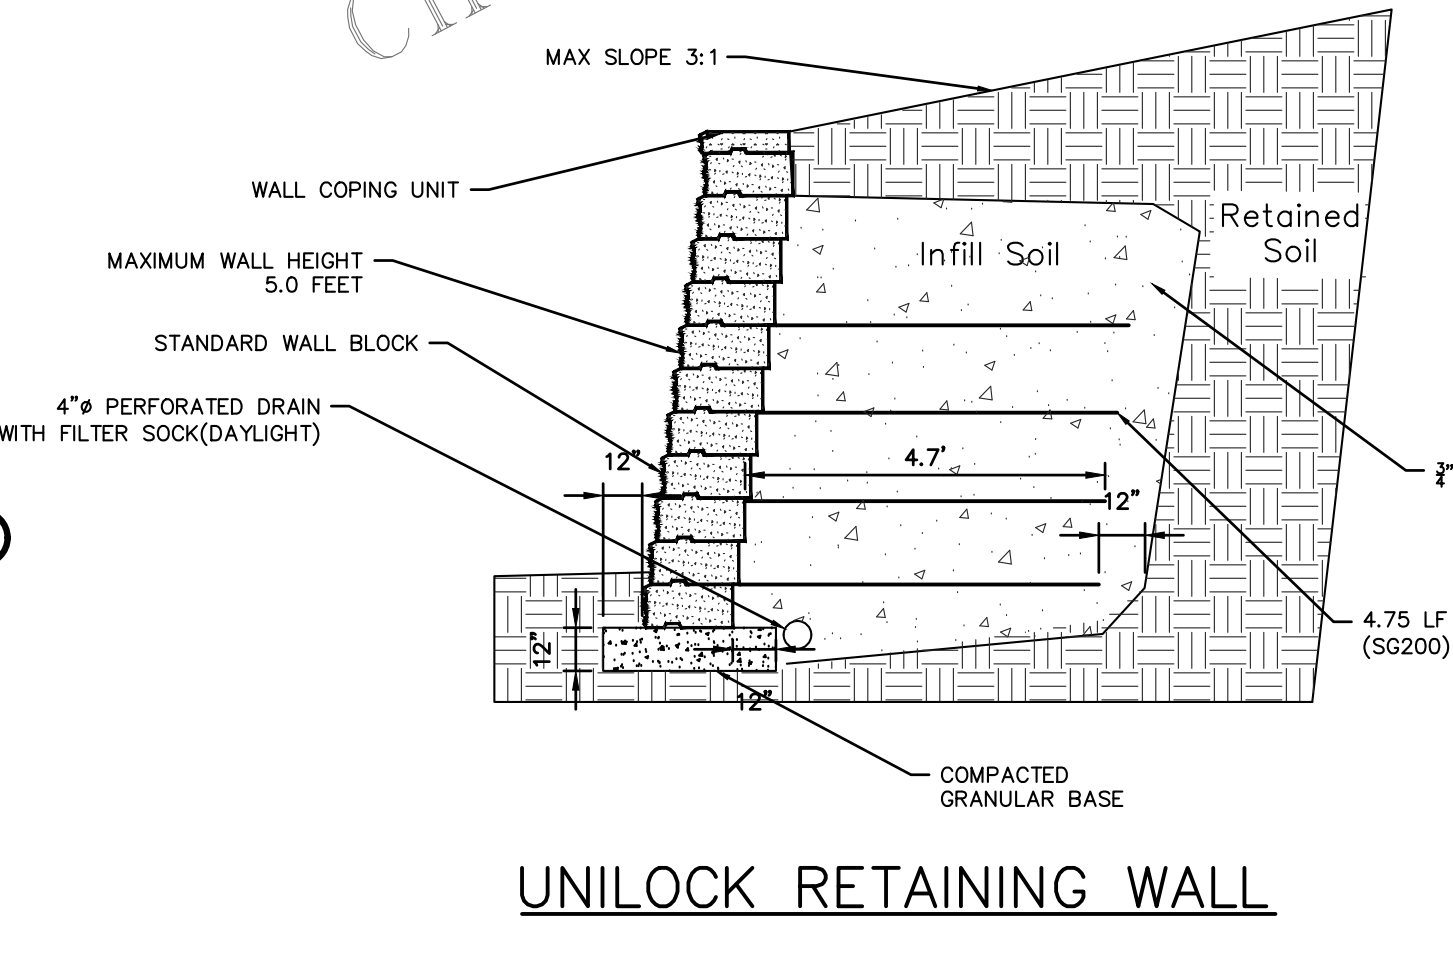 MAX SLOPE 3:1
WALL COPING UNIT
Retained
Soil
Infill Soil
MAXIMUM WALL HEIGHT
5.0 FEET
STANDARD WALL BLOCK
4"ø PERFORATED DRAIN
WITH FILTER SOCK(DAYLIGHT)
12"
4.7'
3/4"
12"
4.75 LF
(SG200)
12"
12"
COMPACTED
GRANULAR BASE
UNILOCK RETAINING WALL